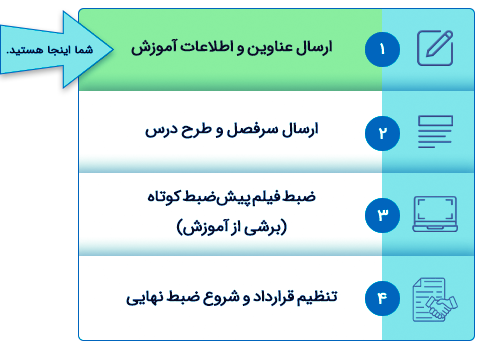 شما اینجا هستید.
۱ ارسال عناوین و اطلاعات آموزش
۲ ارسال سرفصل و طرح درس
۳ ضبط فیلم پیش‌ضبط کوتاه
(برشی از آموزش)
۴ تنظیم قرارداد و شروع ضبط نهایی